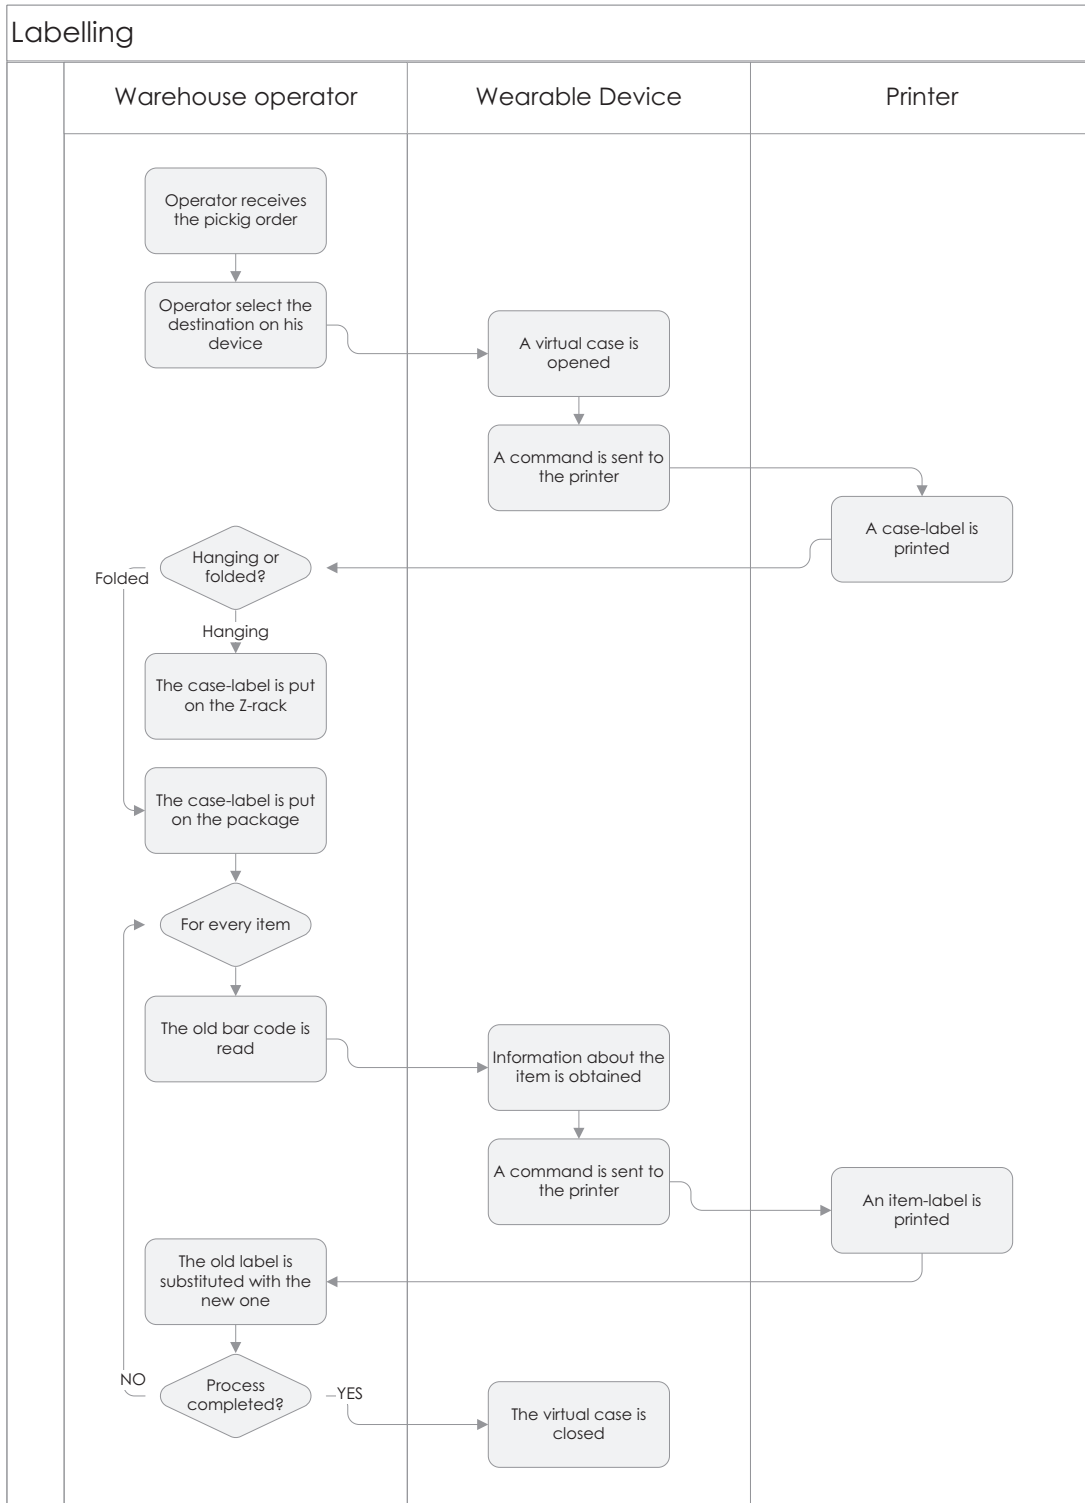 Labelling
Warehouse operator
Wearable Device
Printer
Operator receives
the pickig order
Operator select the
destination on his
device
A virtual case is
opened
A command is sent to
the printer
A case-label is
printed
Hanging or
folded?
Folded
Hanging
The case-label is put
on the Z-rack
The case-label is put
on the package
For every item
The old bar code is
read
Information about the
item is obtained
A command is sent to
the printer
An item-label is
printed
The old label is
substituted with the
new one
Process
completed?
NO
YES
The virtual case is
closed